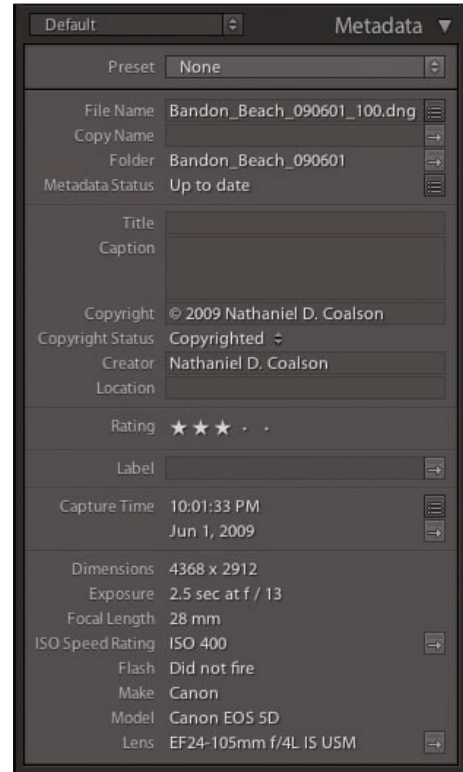 Default Metadata
Preset None
File Name Bandon_Beach_090601_100.dng
Copy Name
Folder Bandon_Beach_090601
Metadata Status Up to date
Title
Caption
Copyright © 2009 Nathaniel D. Coalson
Copyright Status Copyrighted
Creator Nathaniel D. Coalson
Location
Rating
Label
Capture Time 10:01:33 PM
Jun 1, 2009
Dimensions 4368 x 2912
Exposure 2.5 sec at f / 13
Focal Length 28 mm
ISO Speed Rating ISO 400
Flash Did not fire
Make Canon
Model Canon EOS 5D
Lens EF24-105mm f/4L IS USM